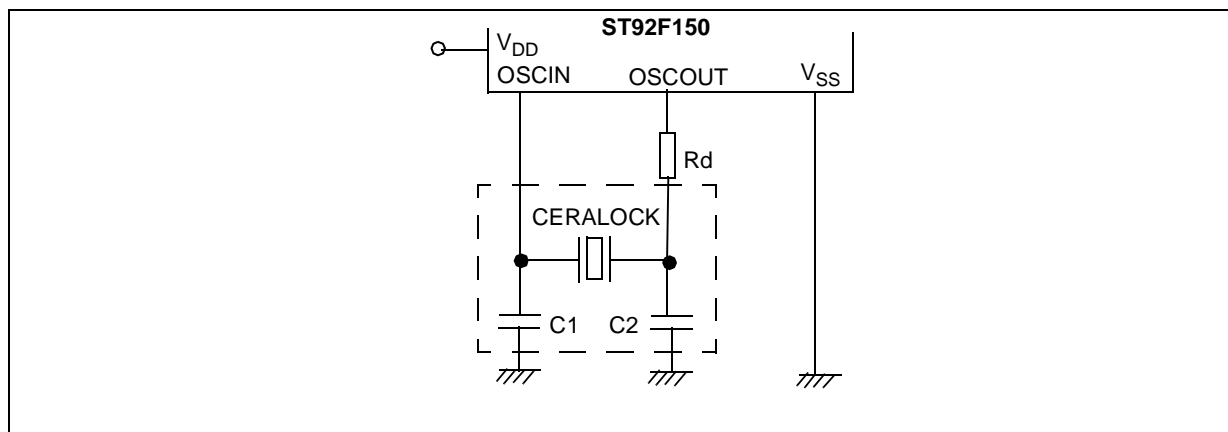 ST92F150
VDD
OSCIN
OSCOUT
VSS
Rd
CERALOCK
C1
C2